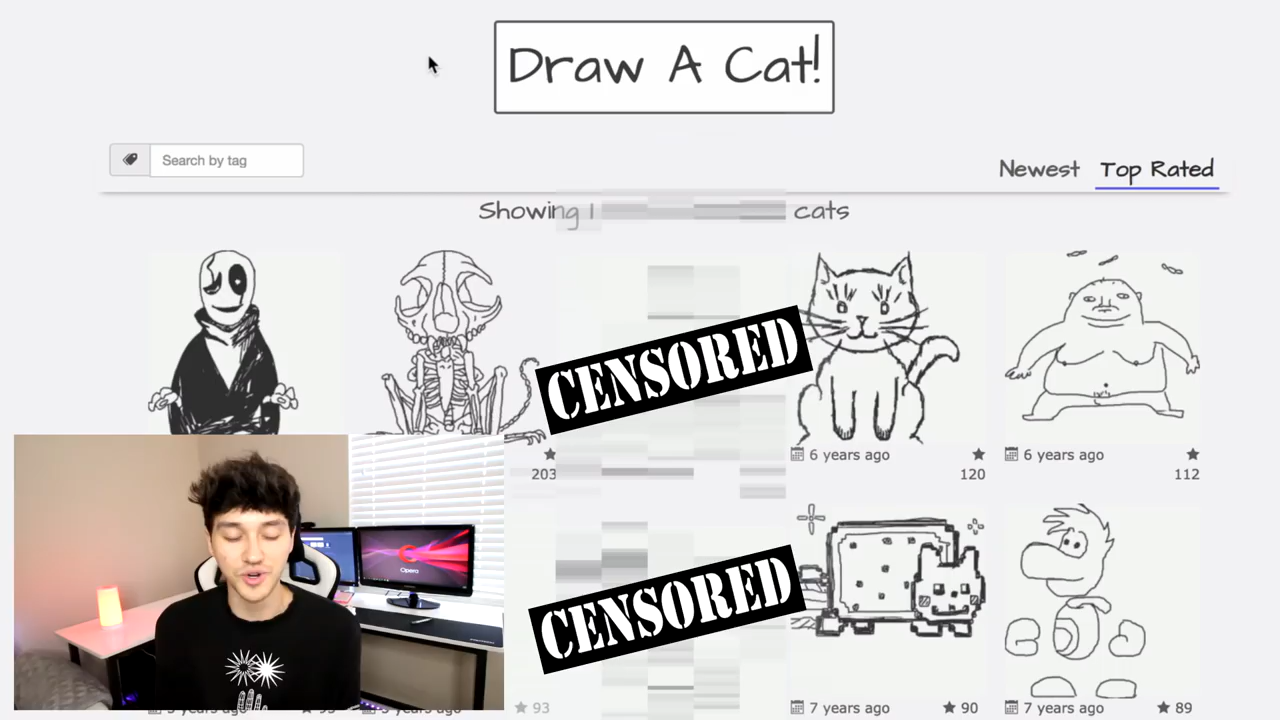 Draw A Cat!
Search by tag
Newest
Top Rated
Showing 1
cats
CENSORED
203
6 years ago
120
6 years ago
112
Opera
CENSORED
93
7 years ago
90
7 years ago
89